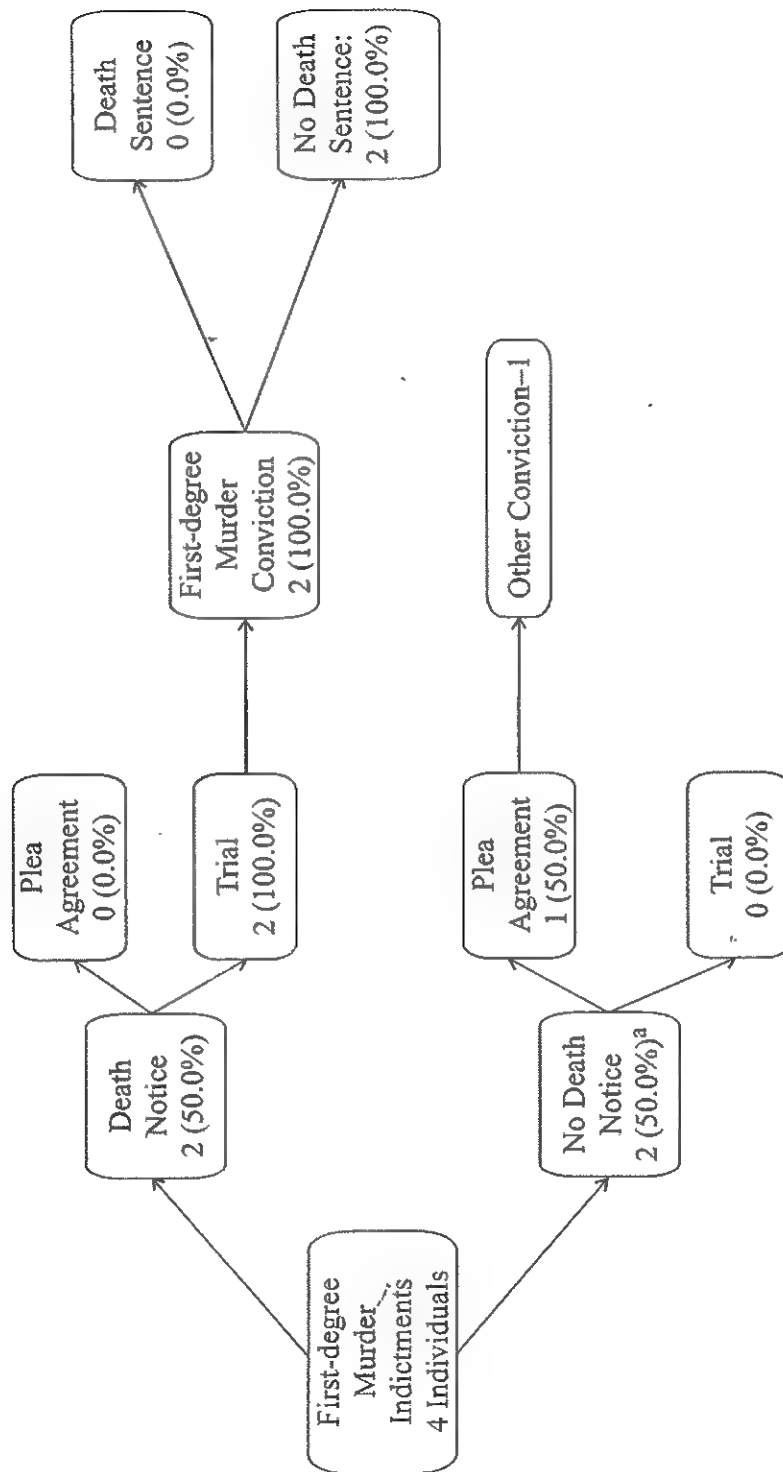 First-degree
Murder
Indictments
4 Individuals
Death
Notice
2 (50.0%)
No Death
Notice
2 (50.0%)a
Plea
Agreement
0 (0.0%)
Trial
2 (100.0%)
Plea
Agreement
1 (50.0%)
Trial
0 (0.0%)
First-degree
Murder
Conviction
2 (100.0%)
Other Conviction--1
Death
Sentence
0 (0.0%)
No Death
Sentence:
2 (100.0%)